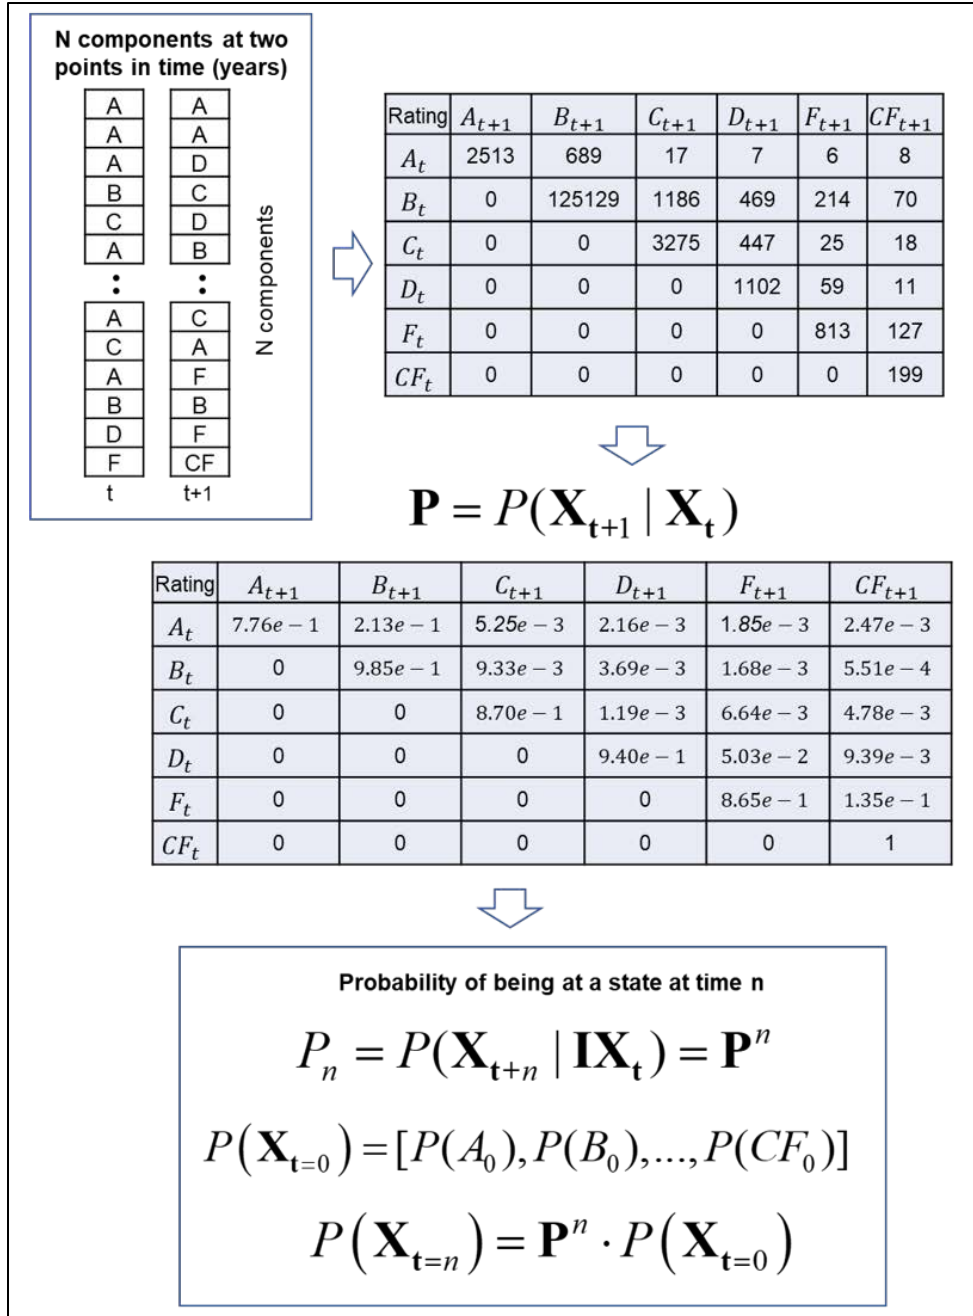 N components at two
points in time (years)
A A
A A
A D
B C
C D
A B
: :
A C
C A
A F
B B
D F
F CF
t t+1
N components
Rating A_{t+1} B_{t+1} C_{t+1} D_{t+1} F_{t+1} CF_{t+1}
A_t 2513 689 17 7 6 8
B_t 0 125129 1186 469 214 70
C_t 0 0 3275 447 25 18
D_t 0 0 0 1102 59 11
F_t 0 0 0 0 813 127
CF_t 0 0 0 0 0 199
P = P(X_{t+1} | X_t)
Rating A_{t+1} B_{t+1} C_{t+1} D_{t+1} F_{t+1} CF_{t+1}
A_t 7.76e − 1 2.13e − 1 5.25e − 3 2.16e − 3 1.85e − 3 2.47e − 3
B_t 0 9.85e − 1 9.33e − 3 3.69e − 3 1.68e − 3 5.51e − 4
C_t 0 0 8.70e − 1 1.19e − 3 6.64e − 3 4.78e − 3
D_t 0 0 0 9.40e − 1 5.03e − 2 9.39e − 3
F_t 0 0 0 0 8.65e − 1 1.35e − 1
CF_t 0 0 0 0 0 1
Probability of being at a state at time n
P_n = P(X_{t+n} | IX_t) = P^n
P(X_{t=0}) = [P(A_0), P(B_0), ..., P(CF_0)]
P(X_{t=n}) = P^n · P(X_{t=0})